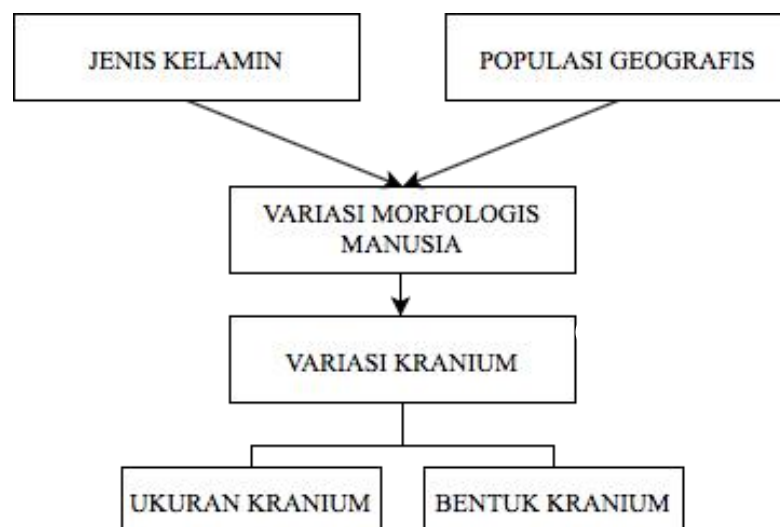 JENIS KELAMIN
POPULASI GEOGRAFIS
VARIASI MORFOLOGIS
MANUSIA
VARIASI KRANIUM
UKURAN KRANIUM
BENTUK KRANIUM